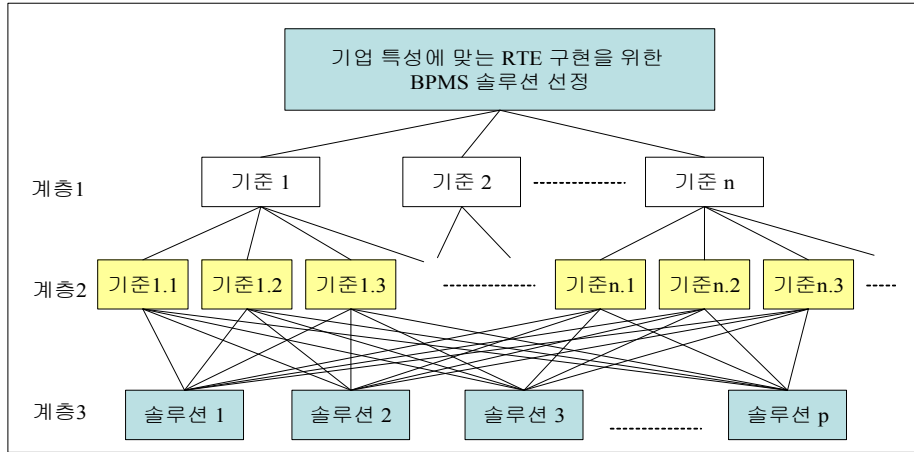 기업 특성에 맞는 RTE 구현을 위한
BPMS 솔루션 선정
계층1
기준 1
기준 2
기준 n
계층2
기준1.1
기준1.2
기준1.3
기준n.1
기준n.2
기준n.3
계층3
솔루션 1
솔루션 2
솔루션 3
솔루션 p